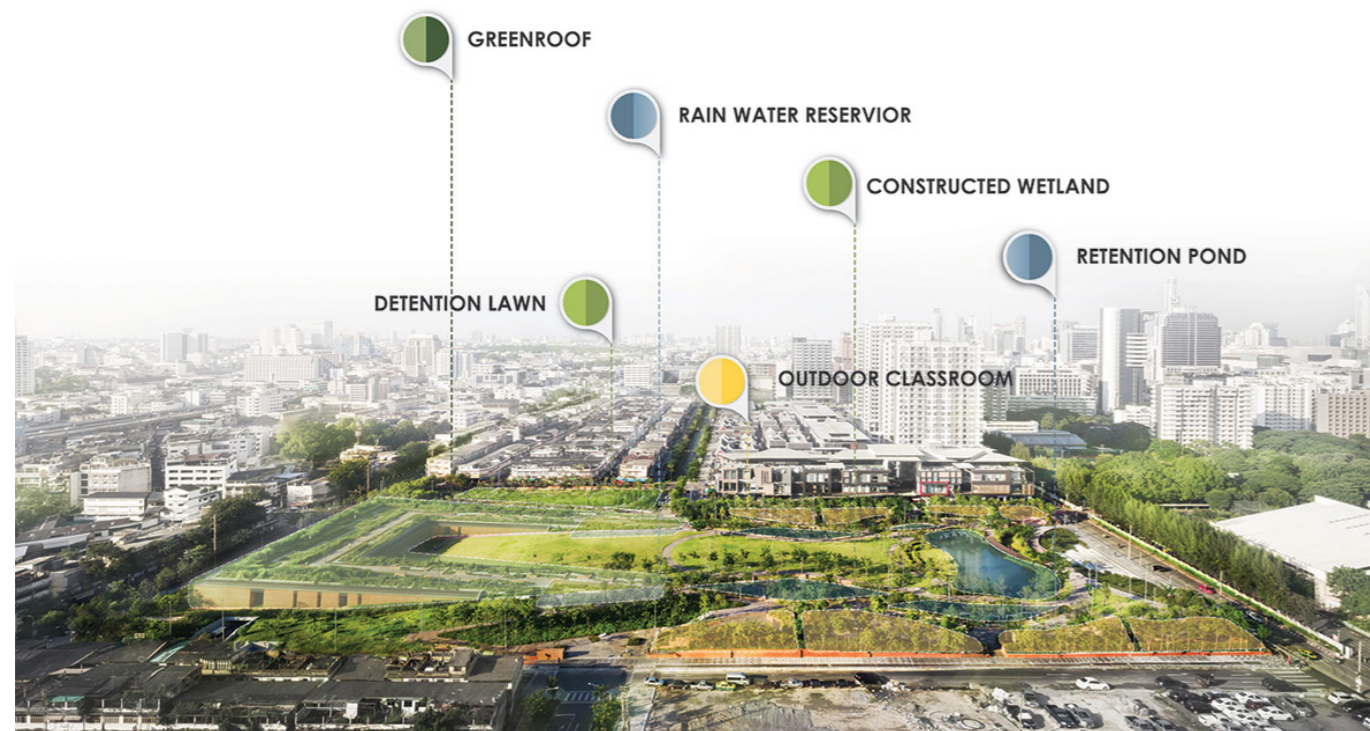 GREENROOF
RAIN WATER RESERVIOR
CONSTRUCTED WETLAND
RETENTION POND
DETENTION LAWN
OUTDOOR CLASSROOM